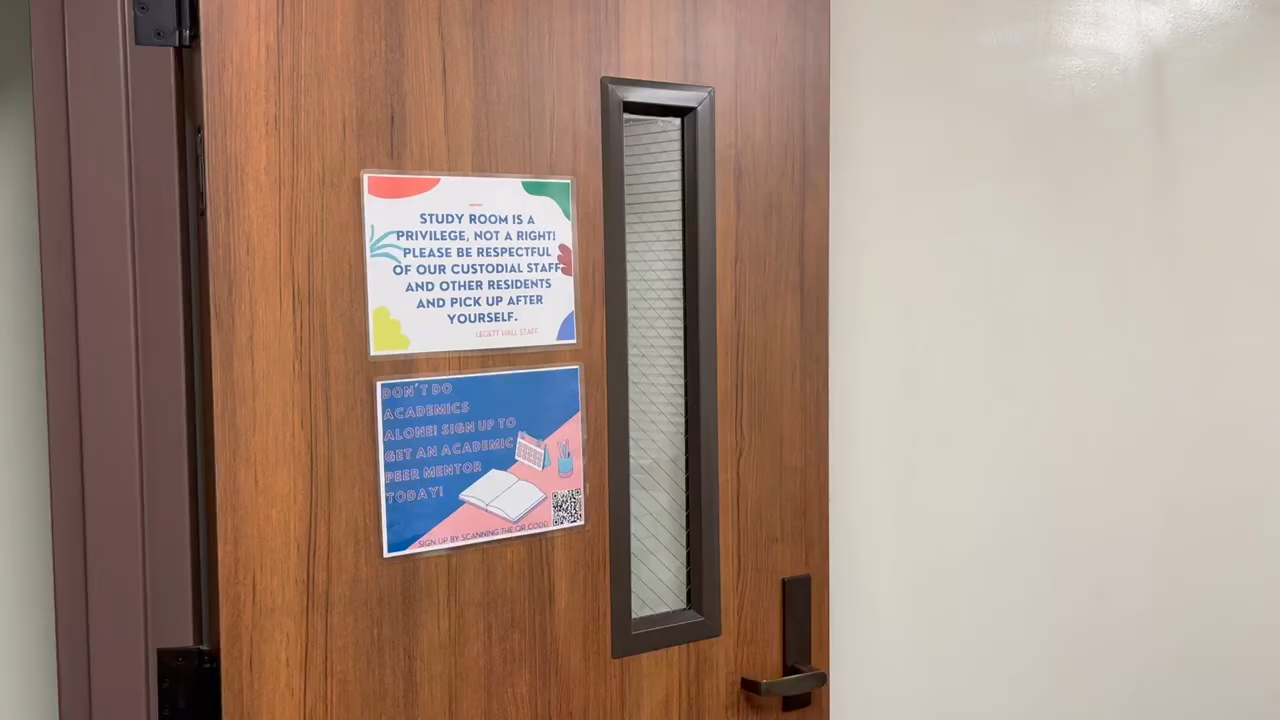 STUDY ROOM IS A
PRIVILEGE, NOT A RIGHT!
PLEASE BE RESPECTFUL
OF OUR CUSTODIAL STAFF
AND OTHER RESIDENTS
AND PICK UP AFTER
YOURSELF.
LEGETT HALL STAFF
DON'T DO
ACADEMICS
ALONE! SIGN UP TO
GET AN ACADEMIC
PEER MENTOR
TODAY!
SIGN UP BY SCANNING THE QR CODE!